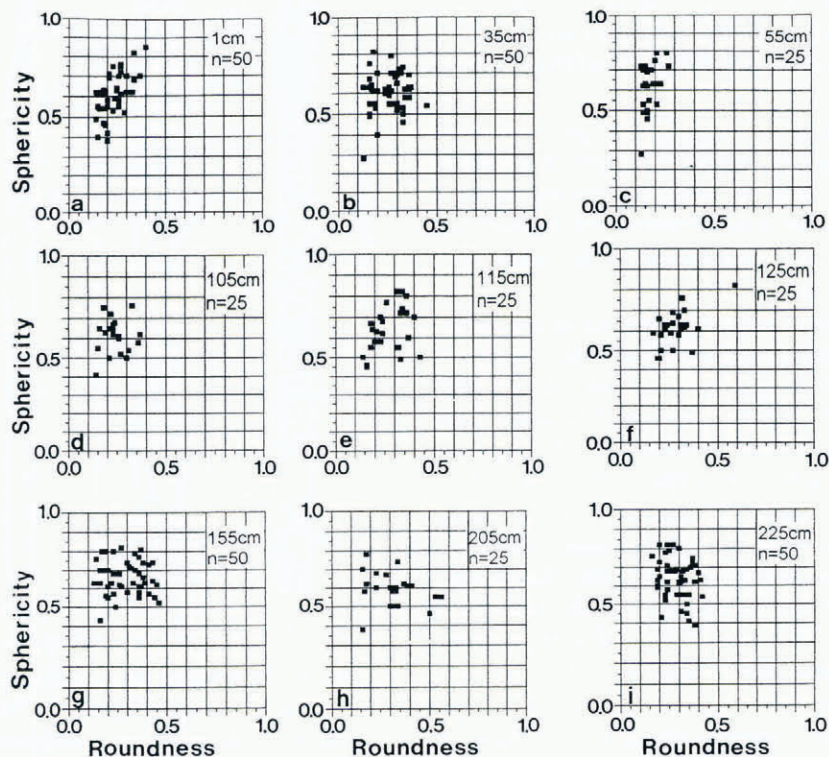 1.0
1cm
n=50
Sphericity
0.5
a
0.0
0.0 0.5 1.0
1.0
35cm
n=50
0.5
b
0.0
0.0 0.5 1.0
1.0
55cm
n=25
0.5
c
0.0
0.0 0.5 1.0
1.0
105cm
n=25
Sphericity
0.5
d
0.0
0.0 0.5 1.0
1.0
115cm
n=25
0.5
e
0.0
0.0 0.5 1.0
1.0
125cm
n=25
0.5
f
0.0
0.0 0.5 1.0
1.0
155cm
n=50
Sphericity
0.5
g
0.0
0.0 0.5 1.0
Roundness
1.0
205cm
n=25
0.5
h
0.0
0.0 0.5 1.0
Roundness
1.0
225cm
n=50
0.5
i
0.0
0.0 0.5 1.0
Roundness